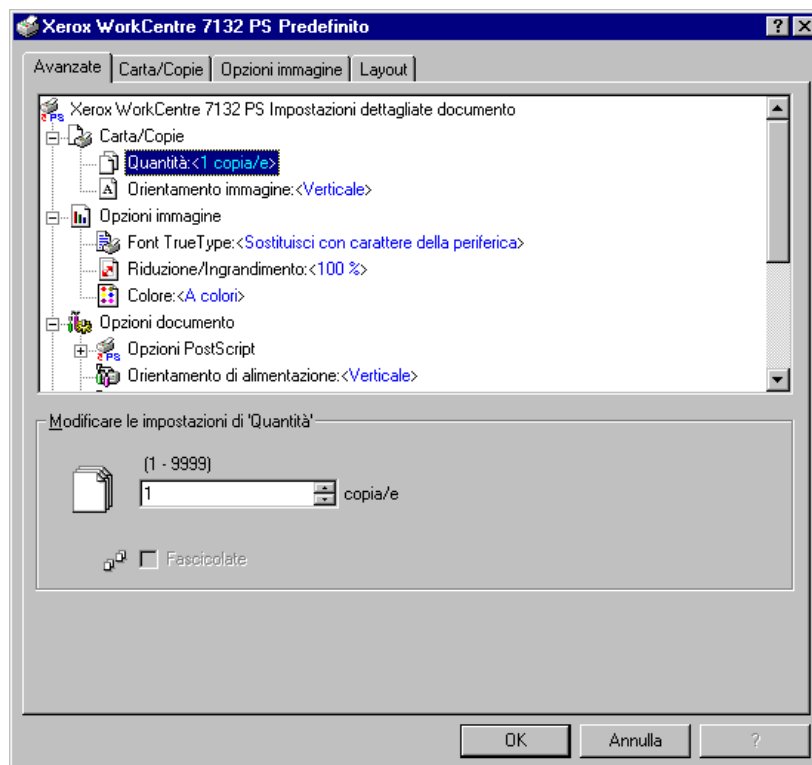 Xerox WorkCentre 7132 PS Predefinito
Avanzate Carta/Copie Opzioni immagine Layout
Xerox WorkCentre 7132 PS Impostazioni dettagliate documento
Carta/Copie
Quantità:<1 copia/e>
Orientamento immagine:<Verticale>
Opzioni immagine
Font TrueType:<Sostituisci con carattere della periferica>
Riduzione/Ingrandimento:<100 %>
Colore:<A colori>
Opzioni documento
Opzioni PostScript
Orientamento di alimentazione:<Verticale>
Modificare le impostazioni di 'Quantità'
(1 - 9999)
1 copia/e
Fascicolate
OK Annulla ?